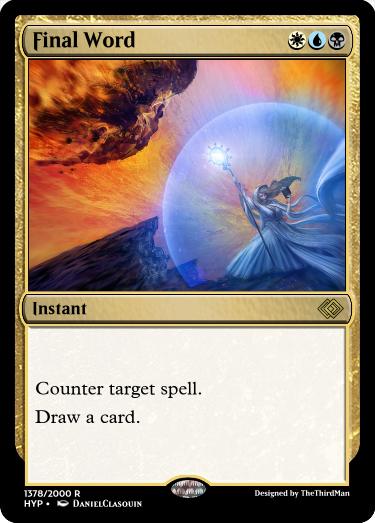 Final Word
Instant
Counter target spell.
Draw a card.
1378/2000 R
Designed by TheThirdMan
HYP • DanielClasouin